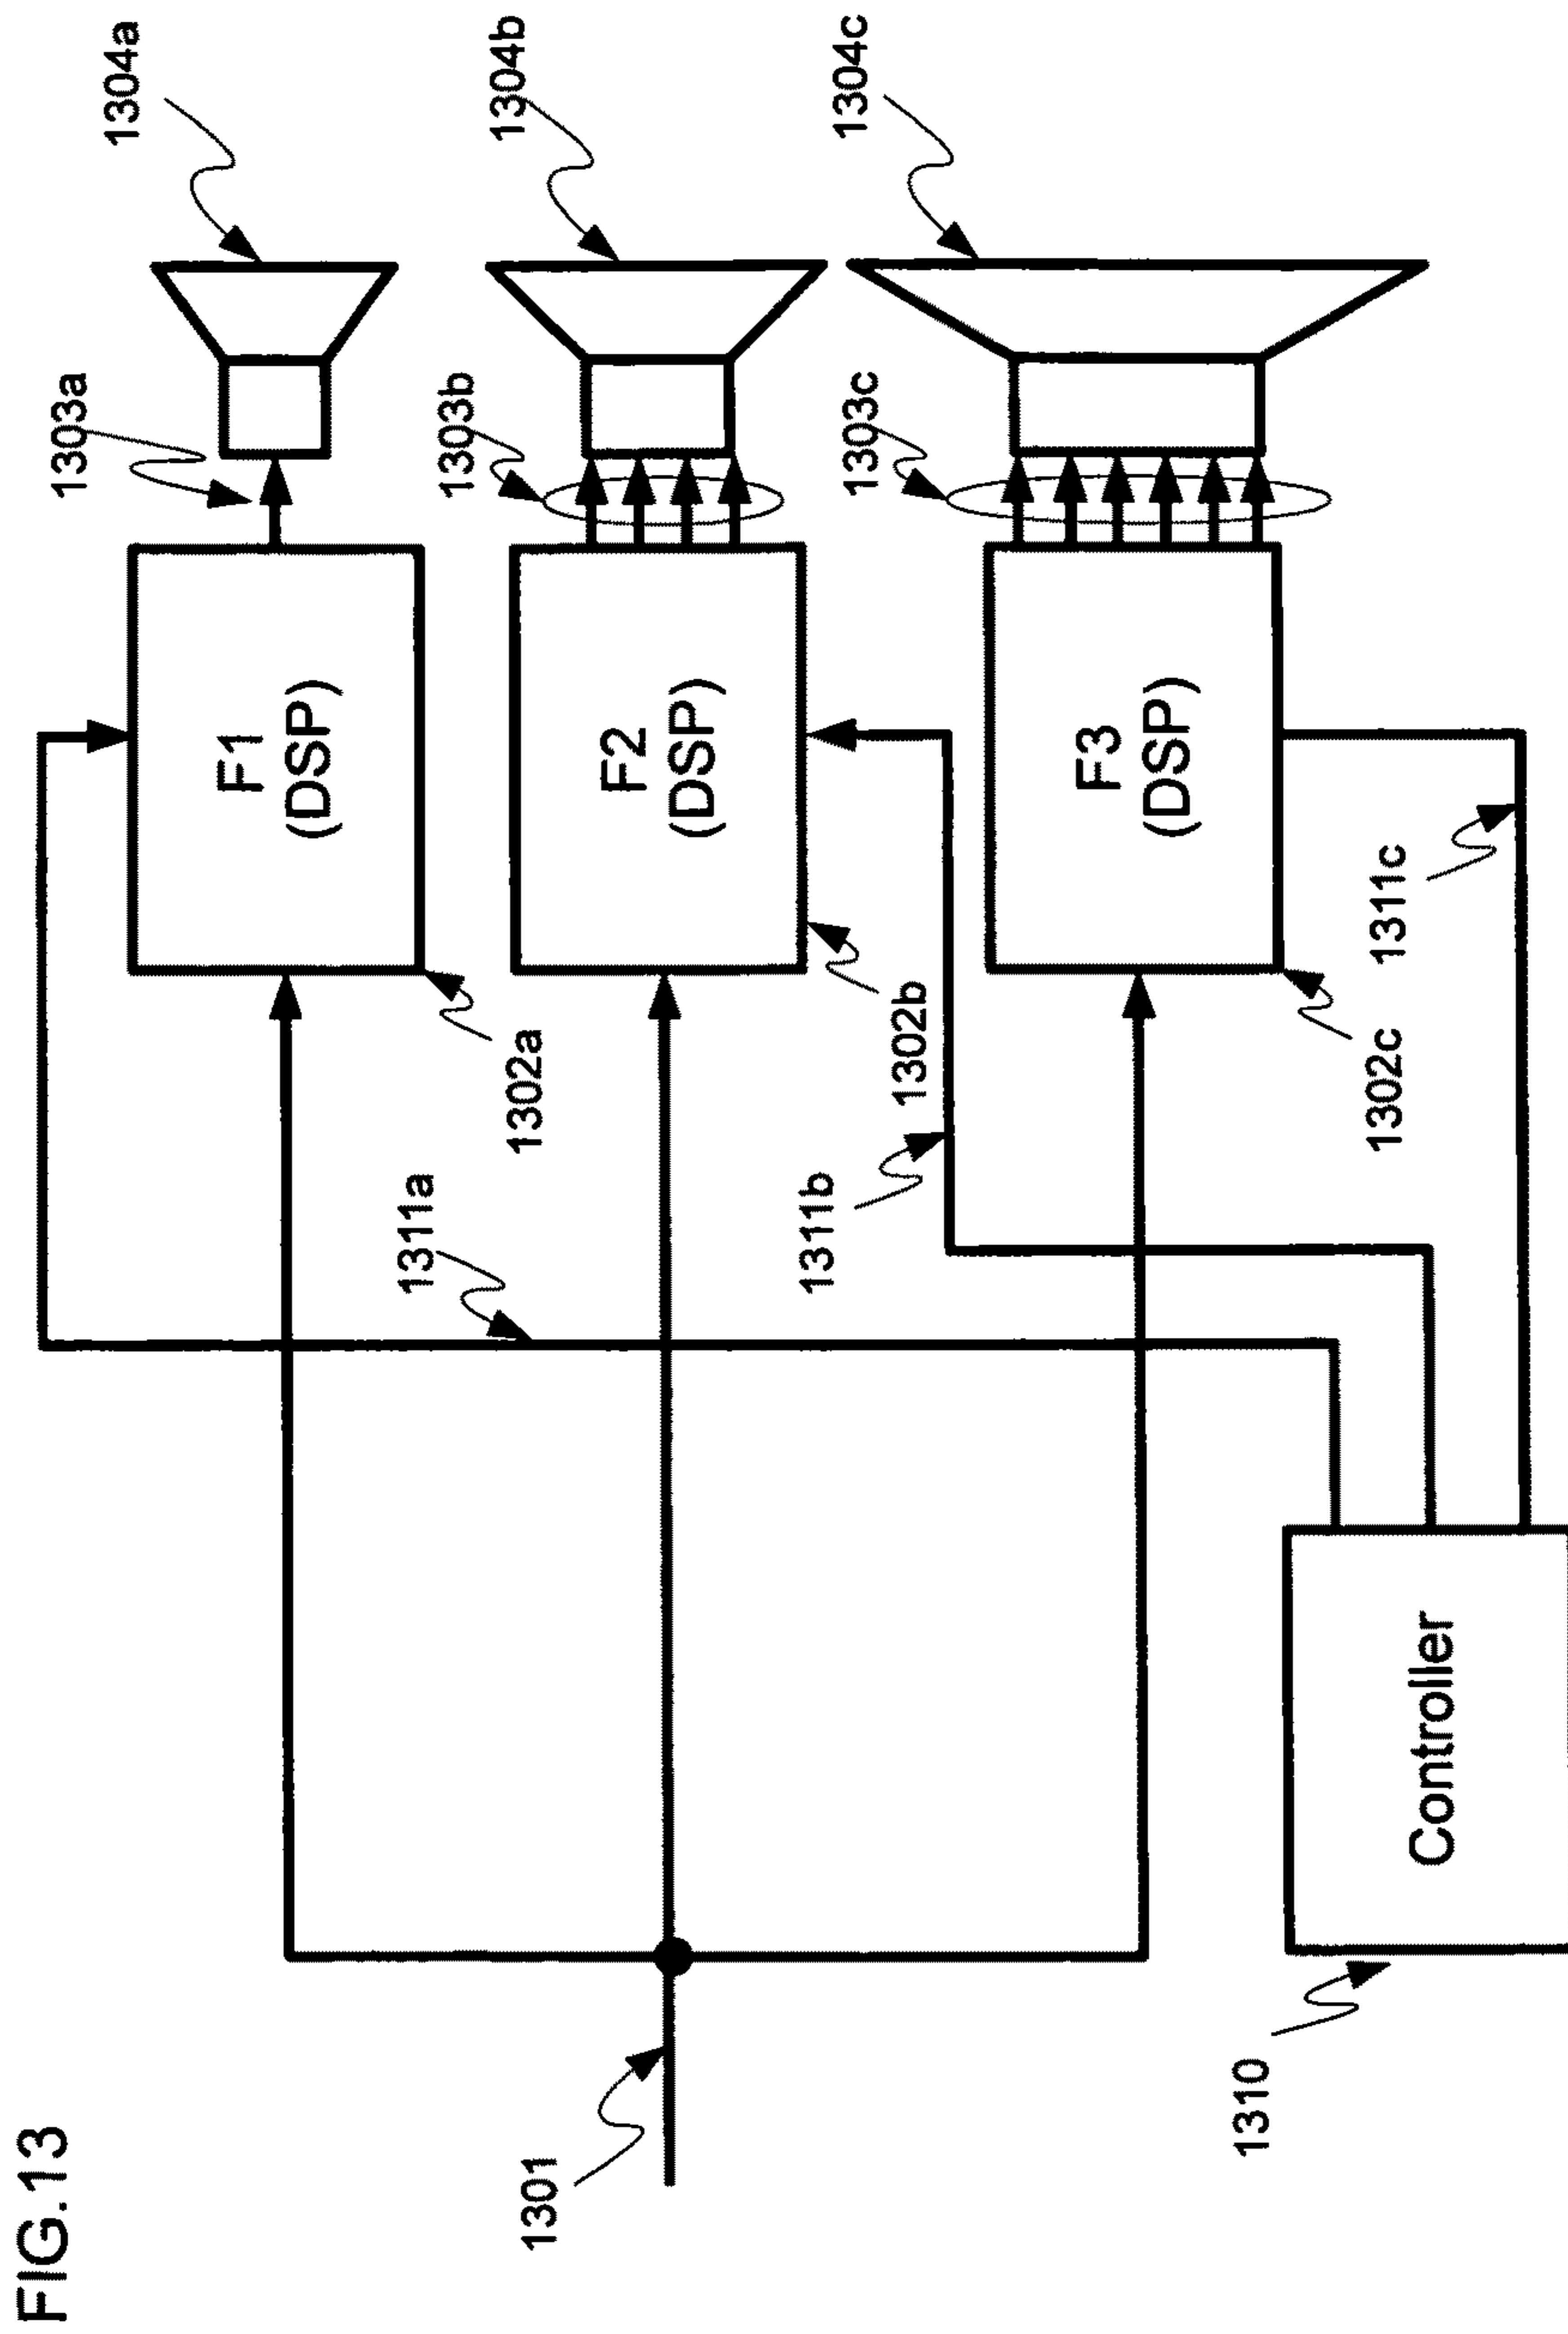 FIG.13
1301
1310
Controller
1311a
1311b
1311c
1302a
1302b
1302c
F1
(DSP)
F2
(DSP)
F3
(DSP)
1303a
1303b
1303c
1304a
1304b
1304c